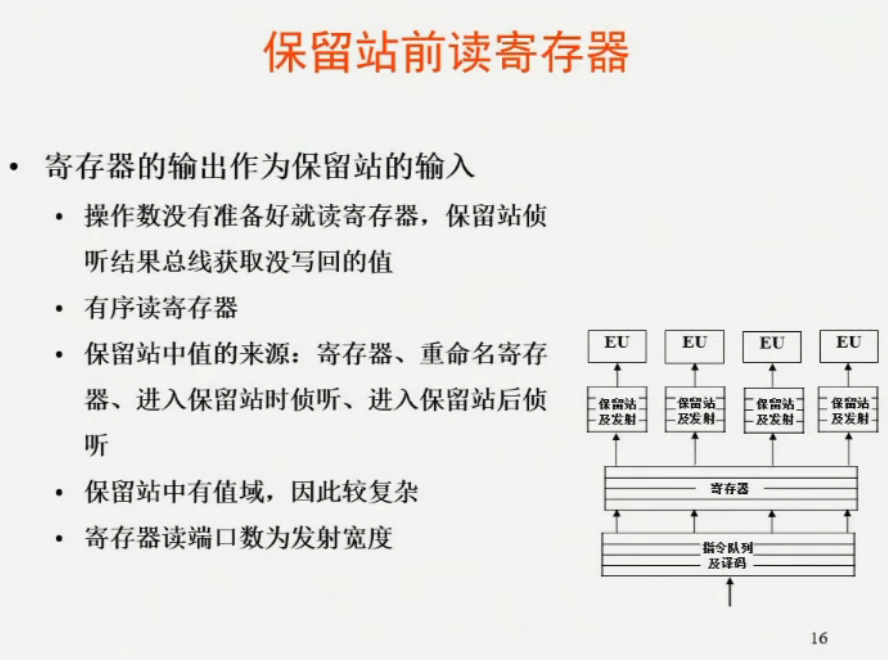 保留站前读寄存器
• 寄存器的输出作为保留站的输入
• 操作数没有准备好就读寄存器，保留站侦
听结果总线获取没写回的值
• 有序读寄存器
• 保留站中值的来源：寄存器、重命名寄存
器、进入保留站时侦听、进入保留站后侦
听
• 保留站中有值域，因此较复杂
• 寄存器读端口数为发射宽度
EU EU EU EU
保留站 保留站 保留站 保留站
及发射 及发射 及发射 及发射
寄存器
指令队列
及译码
16